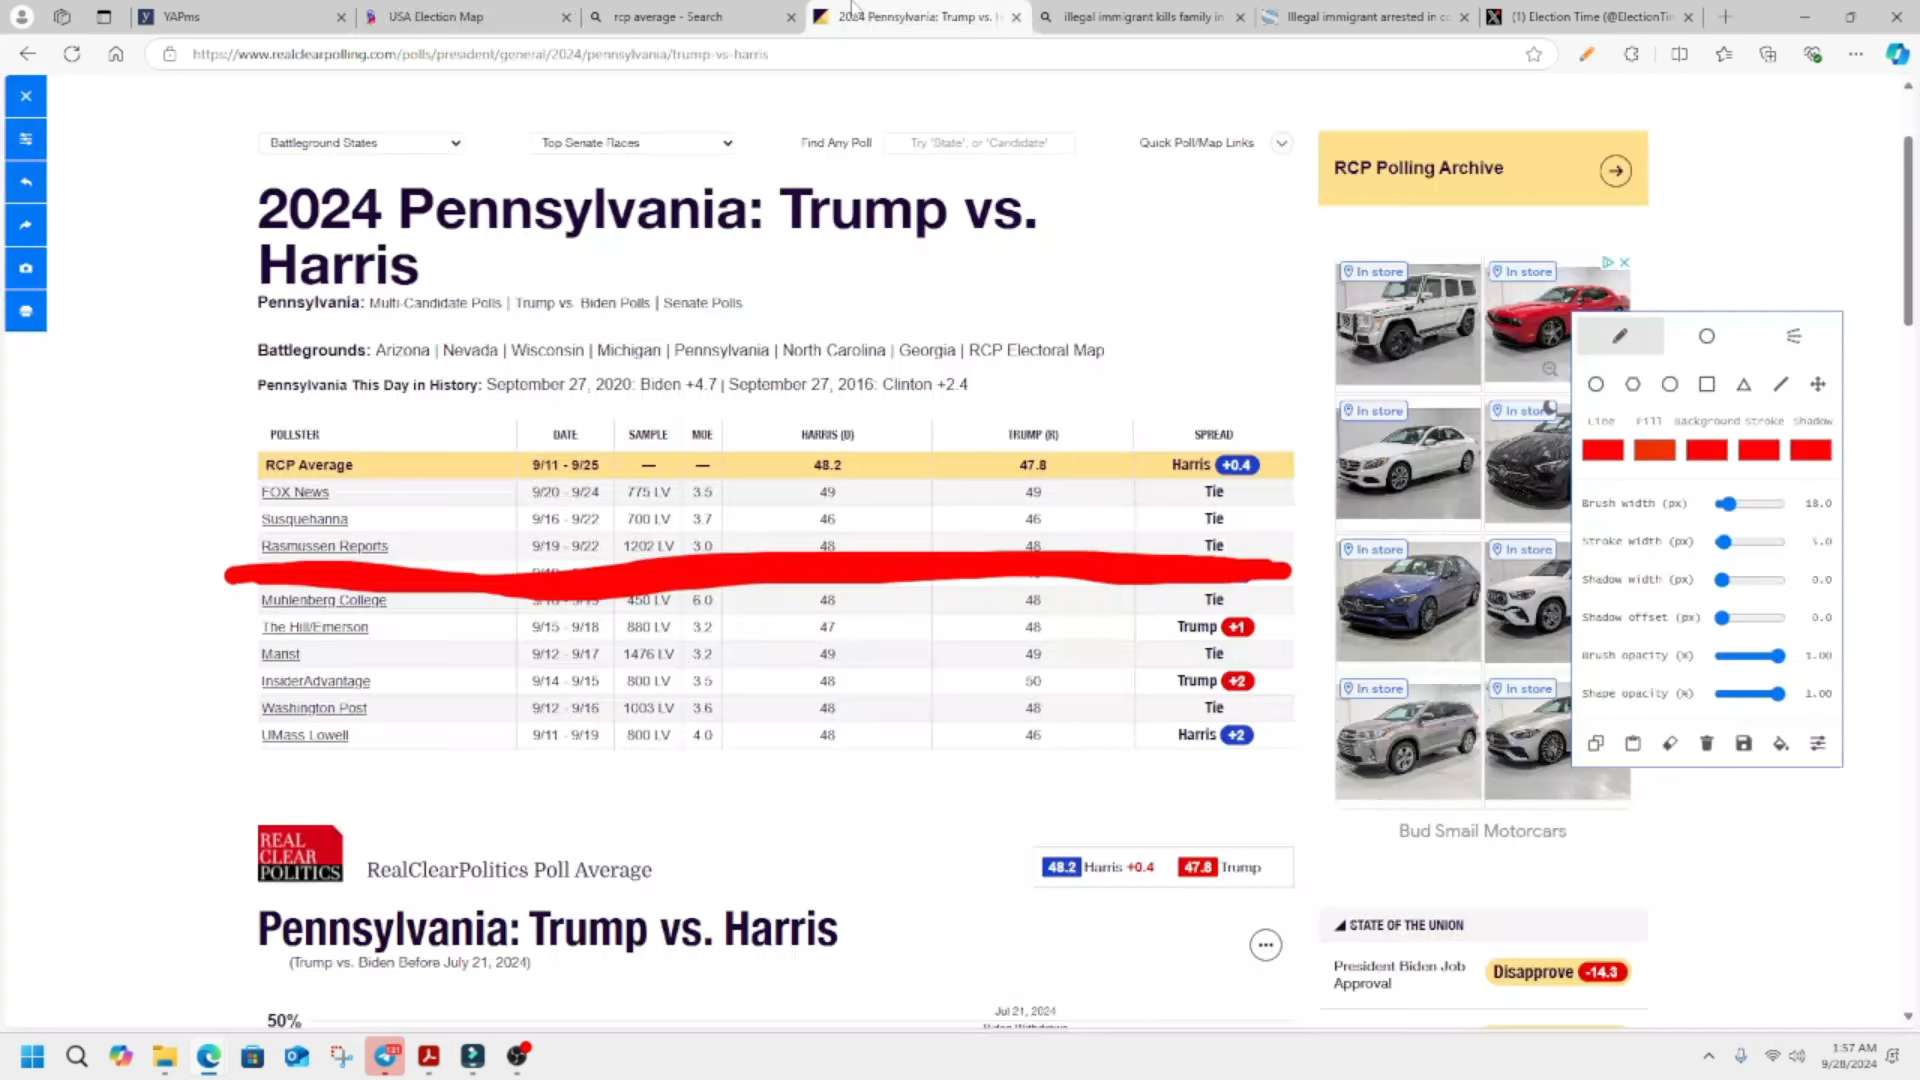 YAPms
USA Election Map
rcp average - Search
2024 Pennsylvania: Trump vs. H
illegal immigrant kills family in
Illegal immigrant arrested in cc
(1) Election Time (@ElectionTim
https://www.realclearpolling.com/polls/president/general/2024/pennsylvania/trump-vs-harris
Battleground States
Top Senate Races
Find Any Poll
Try 'State', or 'Candidate'
Quick Poll/Map Links
RCP Polling Archive
2024 Pennsylvania: Trump vs.
Harris
Pennsylvania: Multi-Candidate Polls | Trump vs. Biden Polls | Senate Polls
Battlegrounds: Arizona | Nevada | Wisconsin | Michigan | Pennsylvania | North Carolina | Georgia | RCP Electoral Map
Pennsylvania This Day in History: September 27, 2020: Biden +4.7 | September 27, 2016: Clinton +2.4
POLLSTER DATE SAMPLE MOE HARRIS (D) TRUMP (R) SPREAD
RCP Average 9/11 - 9/25 — — 48.2 47.8 Harris +0.4
FOX News 9/20 - 9/24 775 LV 3.5 49 49 Tie
Susquehanna 9/16 - 9/22 700 LV 3.7 46 46 Tie
Rasmussen Reports 9/19 - 9/22 1202 LV 3.0 48 48 Tie
Muhlenberg College 450 LV 6.0 48 48 Tie
The Hill/Emerson 9/15 - 9/18 880 LV 3.2 47 48 Trump +1
Marist 9/12 - 9/17 1476 LV 3.2 49 49 Tie
InsiderAdvantage 9/14 - 9/15 800 LV 3.5 48 50 Trump +2
Washington Post 9/12 - 9/16 1003 LV 3.6 48 48 Tie
UMass Lowell 9/11 - 9/19 800 LV 4.0 48 46 Harris +2
In store
In store
In store
In store
In store
In store
In store
In store
Bud Smail Motorcars
Line Fill Background Stroke Shadow
Brush width (px) 18.0
Stroke width (px)
Shadow width (px) 0.0
Shadow offset (px) 0.0
Brush opacity (%) 1.00
Shape opacity (%) 1.00
REAL
CLEAR
POLITICS
RealClearPolitics Poll Average
48.2 Harris +0.4 47.8 Trump
Pennsylvania: Trump vs. Harris
(Trump vs. Biden Before July 21, 2024)
50%
Jul 21, 2024
STATE OF THE UNION
President Biden Job
Approval
Disapprove -14.3
1:57 AM
9/28/2024